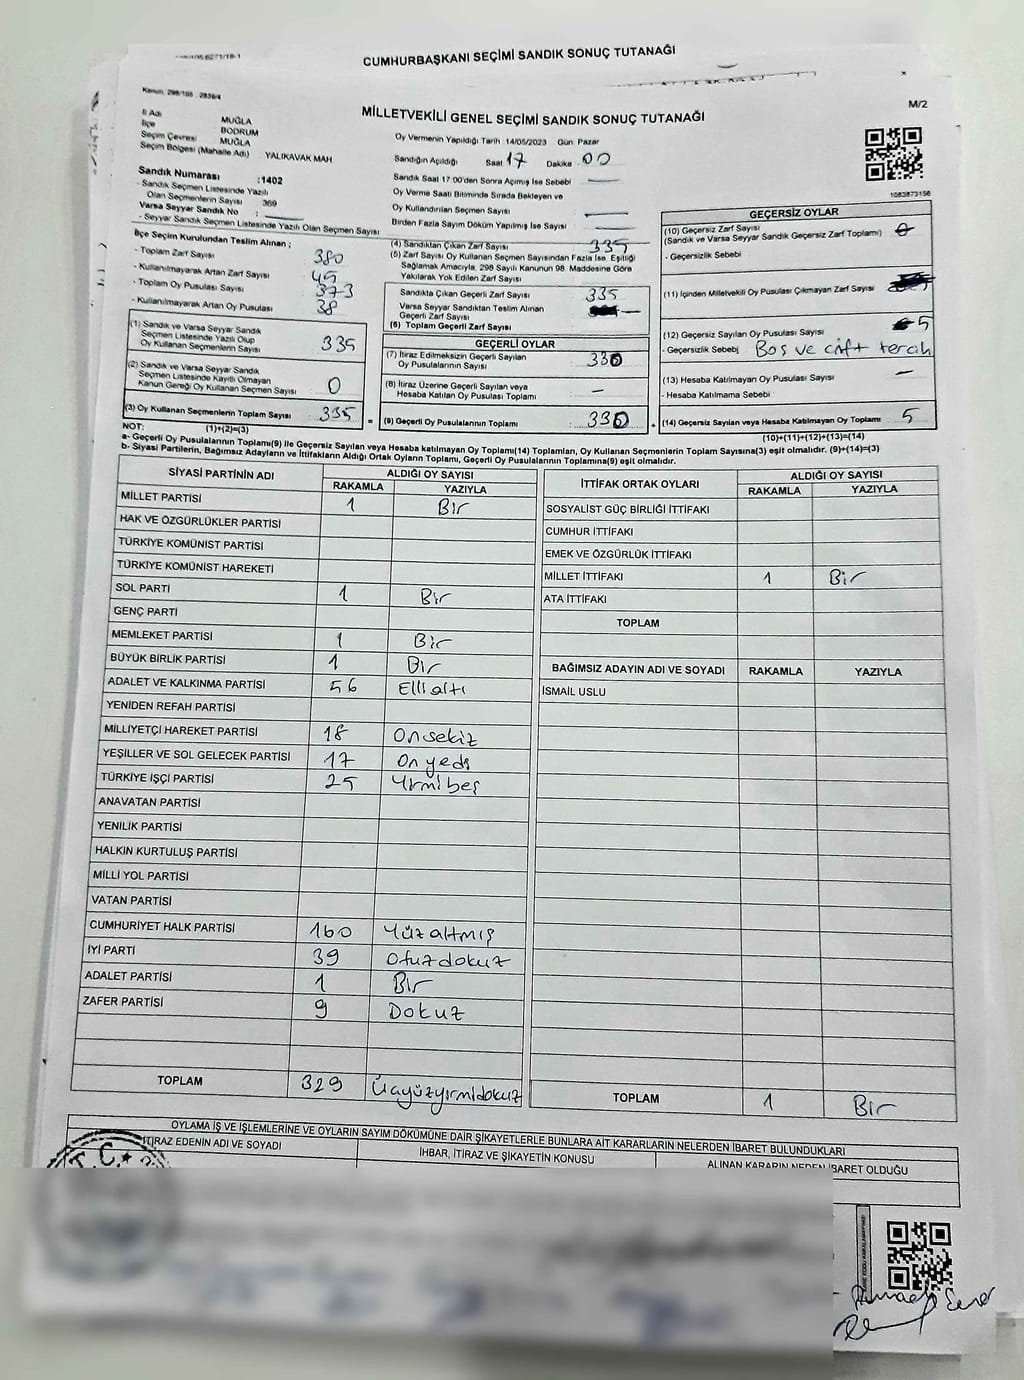 CUMHURBAŞKANI SEÇİMİ SANDIK SONUÇ TUTANAĞI
MİLLETVEKİLİ GENEL SEÇİMİ SANDIK SONUÇ TUTANAĞI
M/2
İl Adı MUĞLA
İlçe BODRUM
Seçim Çevresi MUĞLA
Seçim Bölgesi (Mahalle Adı) YALIKAVAK MAH
Sandık Numarası :1402
- Sandık Seçmen Listesinde Yazılı
Olan Seçmenlerin Sayısı 369
Varsa Seyyar Sandık No :
- Seyyar Sandık Seçmen Listesinde Yazılı Olan Seçmen Sayısı
Oy Vermenin Yapıldığı Tarih :14/05/2023 Gün Pazar
Sandığın Açıldığı Saat 17 Dakika 00
Sandık Saat 17:00'den Sonra Açımış İse Sebebi
Oy Verme Saati Bitiminde Sırada Bekleyen ve
Oy Kullandırılan Seçmen Sayısı
Birden Fazla Sayım Döküm Yapılmış İse Sayısı
1083873156
İlçe Seçim Kurulundan Teslim Alınan ;
- Toplam Zarf Sayısı 380
- Kullanılmayarak Artan Zarf Sayısı 45
- Toplam Oy Pusulası Sayısı 373
- Kullanılmayarak Artan Oy Pusulası 38
(1) Sandık ve Varsa Seyyar Sandık
Seçmen Listesinde Yazılı Olup
Oy Kullanan Seçmenlerin Sayısı 335
(2) Sandık ve Varsa Seyyar Sandık
Seçmen Listesinde Kayıtlı Olmayan
Kanun Gereği Oy Kullanan Seçmen Sayısı 0
(3) Oy Kullanan Seçmenlerin Toplam Sayısı 335
(1)+(2)=(3)
(4) Sandıktan Çıkan Zarf Sayısı 335
(5) Zarf Sayısı Oy Kullanan Seçmen Sayısından Fazla İse, Eşitliği
Sağlamak Amacıyla, 298 Sayılı Kanunun 98. Maddesine Göre
Yakılarak Yok Edilen Zarf Sayısı
Sandıkta Çıkan Geçerli Zarf Sayısı 335
Varsa Seyyar Sandıktan Teslim Alınan
Geçerli Zarf Sayısı
(6) Toplam Geçerli Zarf Sayısı
GEÇERLİ OYLAR
(7) İtiraz Edilmeksizin Geçerli Sayılan
Oy Pusulalarının Sayısı 330
(8) İtiraz Üzerine Geçerli Sayılan veya
Hesaba Katılan Oy Pusulası Toplamı —
= (9) Geçerli Oy Pusulalarının Toplamı 330
GEÇERSİZ OYLAR
(10) Geçersiz Zarf Sayısı
(Sandık ve Varsa Seyyar Sandık Geçersiz Zarf Toplamı)
- Geçersizlik Sebebi
(11) İçinden Milletvekili Oy Pusulası Çıkmayan Zarf Sayısı
(12) Geçersiz Sayılan Oy Pusulası Sayısı 5
- Geçersizlik Sebebi Boş ve çift tercih
(13) Hesaba Katılmayan Oy Pusulası Sayısı —
- Hesaba Katılmama Sebebi :
+ (14) Geçersiz Sayılan veya Hesaba Katılmayan Oy Toplamı 5
(10)+(11)+(12)+(13)=(14)
NOT:
a- Geçerli Oy Pusulalarının Toplamı(9) ile Geçersiz Sayılan veya Hesaba katılmayan Oy Toplamı(14) Toplamları, Oy Kullanan Seçmenlerin Toplam Sayısına(3) eşit olmalıdır. (9)+(14)=(3)
b- Siyasi Partilerin, Bağımsız Adayların ve İttifakların Aldığı Ortak Oyların Toplamı, Geçerli Oy Pusulalarının Toplamına(9) eşit olmalıdır.
SİYASİ PARTİNİN ADI ALDIĞI OY SAYISI
RAKAMLA YAZIYLA
MİLLET PARTİSİ 1 Bir
HAK VE ÖZGÜRLÜKLER PARTİSİ
TÜRKİYE KOMÜNİST PARTİSİ
TÜRKİYE KOMÜNİST HAREKETİ
SOL PARTİ 1 Bir
GENÇ PARTİ
MEMLEKET PARTİSİ 1 Bir
BÜYÜK BİRLİK PARTİSİ 1 Bir
ADALET VE KALKINMA PARTİSİ 56 Elli altı
YENİDEN REFAH PARTİSİ
MİLLİYETÇİ HAREKET PARTİSİ 18 Onsekiz
YEŞİLLER VE SOL GELECEK PARTİSİ 17 On yedi
TÜRKİYE İŞÇİ PARTİSİ 25 Yirmi beş
ANAVATAN PARTİSİ
YENİLİK PARTİSİ
HALKIN KURTULUŞ PARTİSİ
MİLLİ YOL PARTİSİ
VATAN PARTİSİ
CUMHURİYET HALK PARTİSİ 160 Yüz altmış
İYİ PARTİ 39 Otuzdokuz
ADALET PARTİSİ 1 Bir
ZAFER PARTİSİ 9 Dokuz
TOPLAM 329 Üçyüzyirmidokuz
İTTİFAK ORTAK OYLARI ALDIĞI OY SAYISI
RAKAMLA YAZIYLA
SOSYALİST GÜÇ BİRLİĞİ İTTİFAKI
CUMHUR İTTİFAKI
EMEK VE ÖZGÜRLÜK İTTİFAKI
MİLLET İTTİFAKI 1 Bir
ATA İTTİFAKI
TOPLAM
BAĞIMSIZ ADAYIN ADI VE SOYADI RAKAMLA YAZIYLA
İSMAİL USLU
TOPLAM 1 Bir
OYLAMA İŞ VE İŞLEMLERİNE VE OYLARIN SAYIM DÖKÜMÜNE DAİR ŞİKAYETLERLE BUNLARA AİT KARARLARIN NELERDEN İBARET BULUNDUKLARI
İTİRAZ EDENİN ADI VE SOYADI İHBAR, İTİRAZ VE ŞİKAYETİN KONUSU ALINAN KARARIN NEDEN İBARET OLDUĞU
T.C.